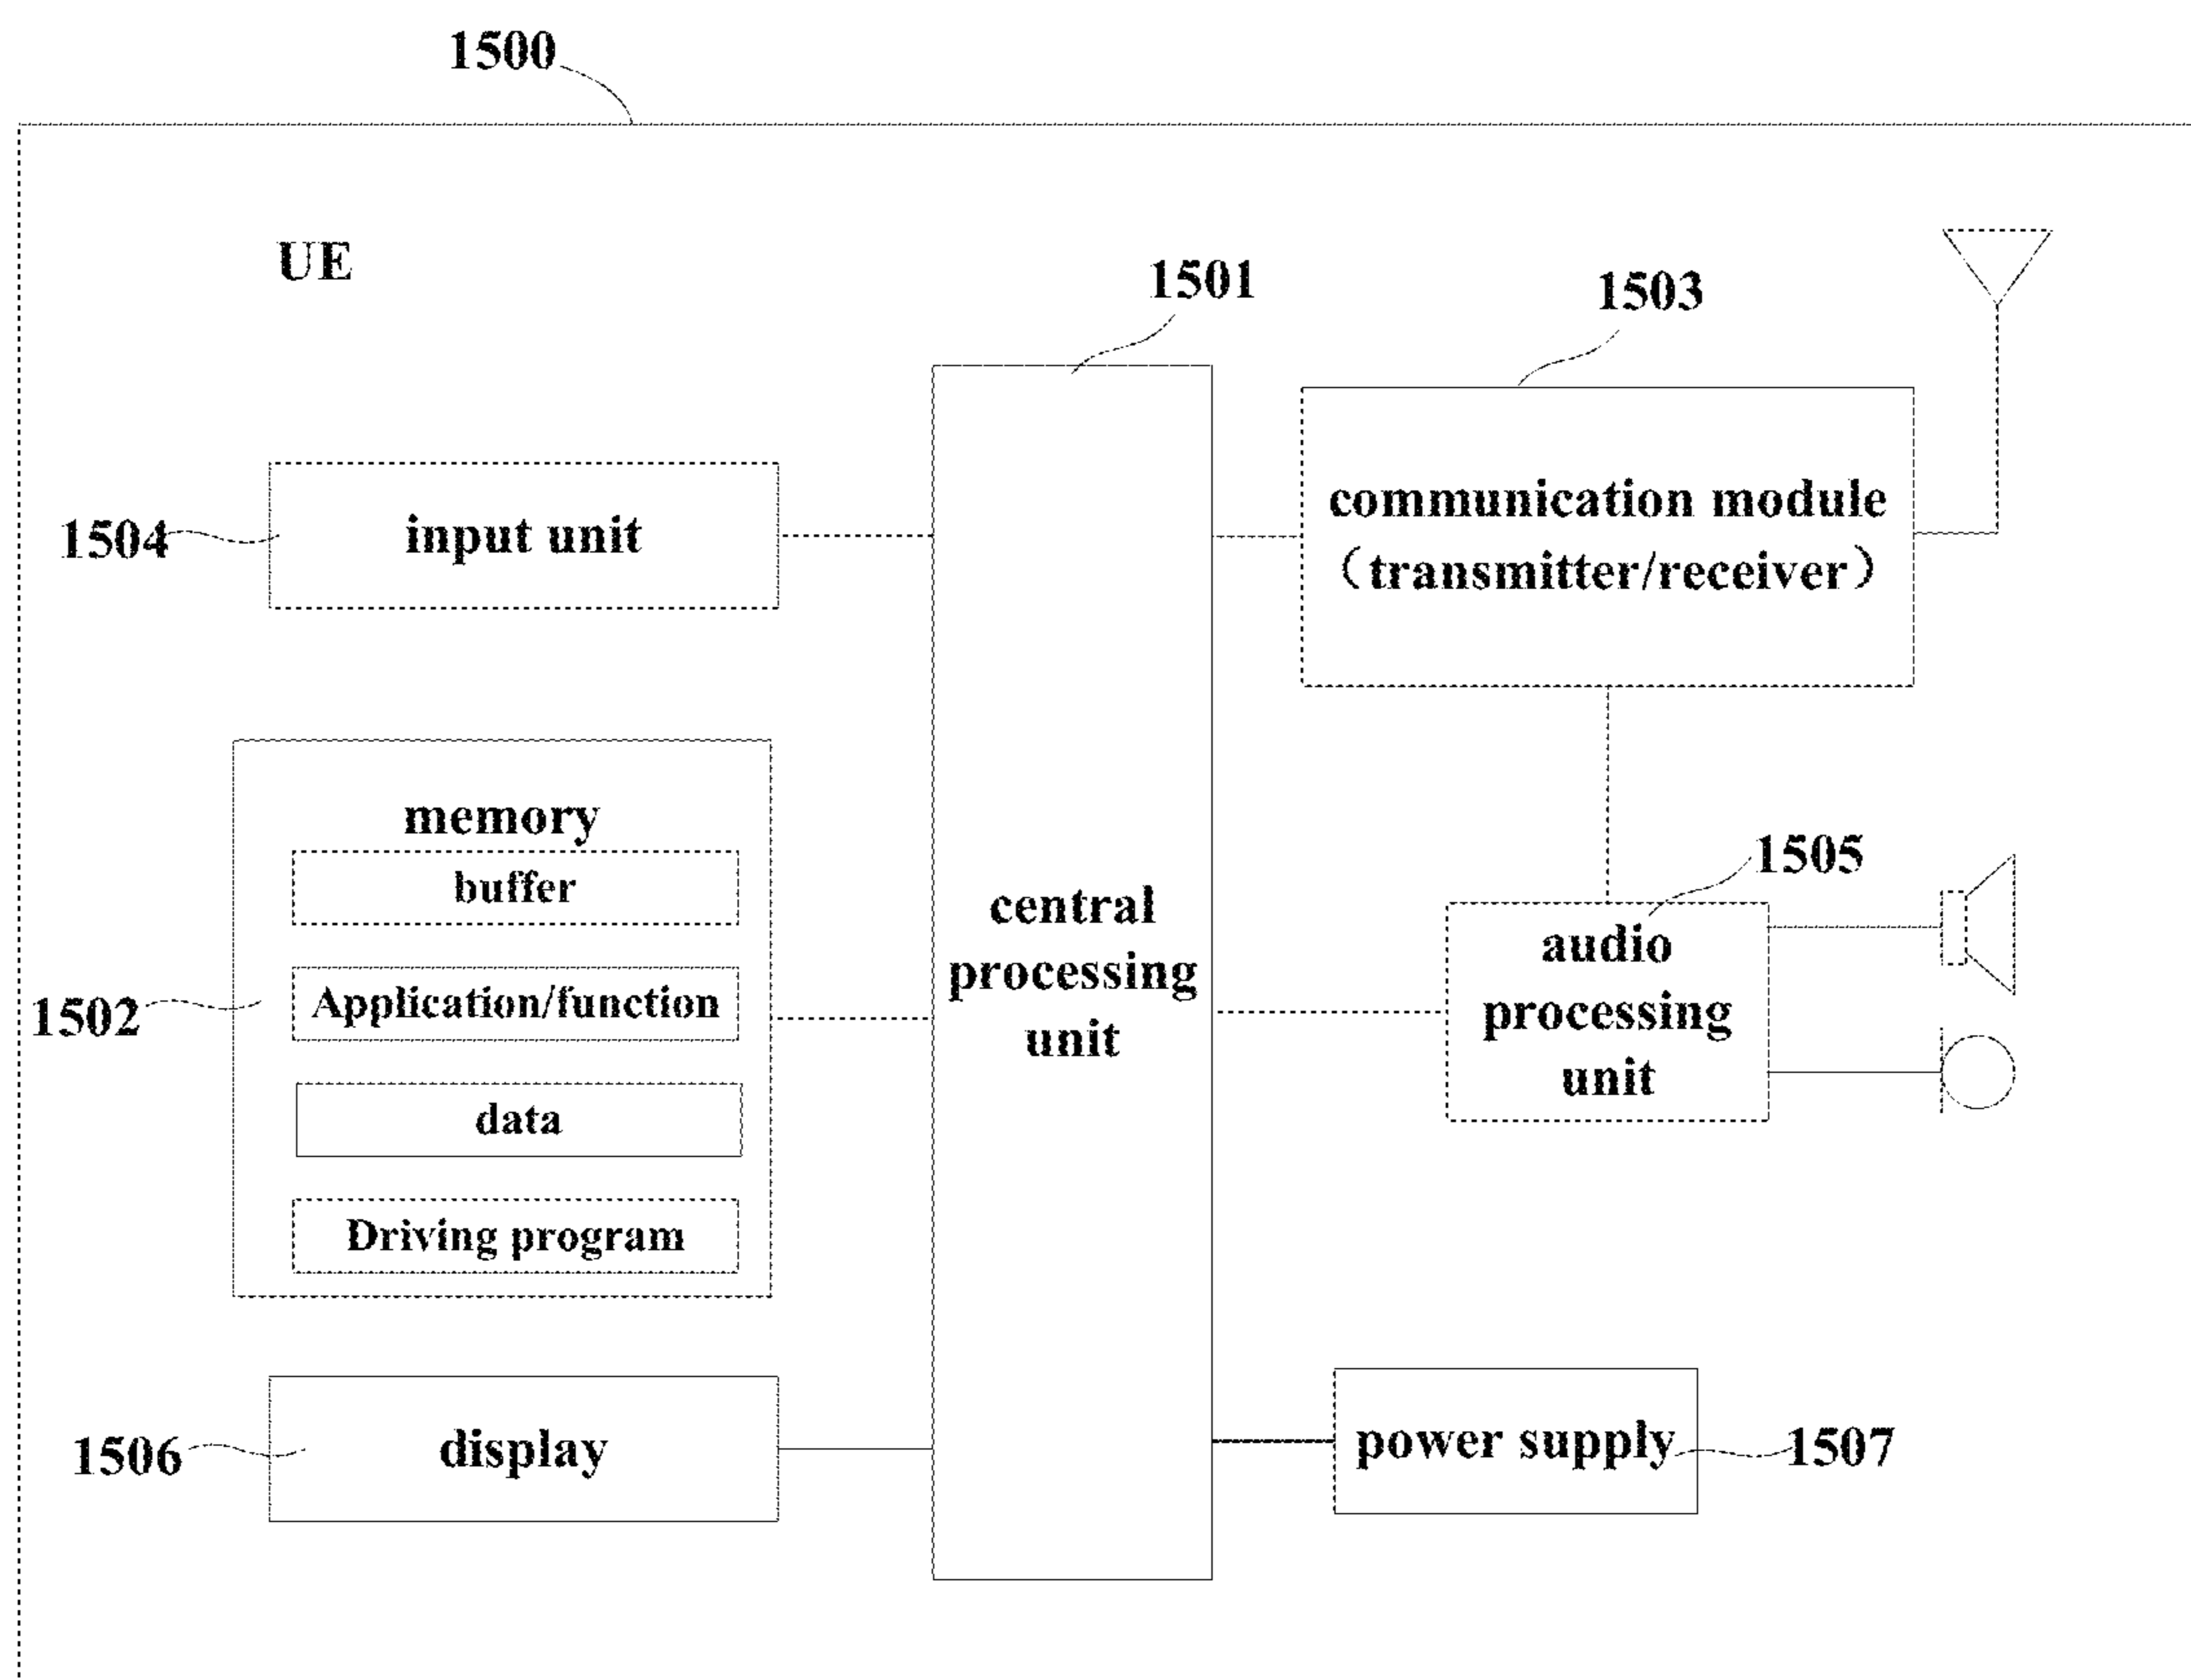 1500
UE
1501
1503
1504
input unit
communication module
（transmitter/receiver）
memory
buffer
1502
Application/function
data
Driving program
central
processing
unit
1505
audio
processing
unit
1506
display
power supply
1507